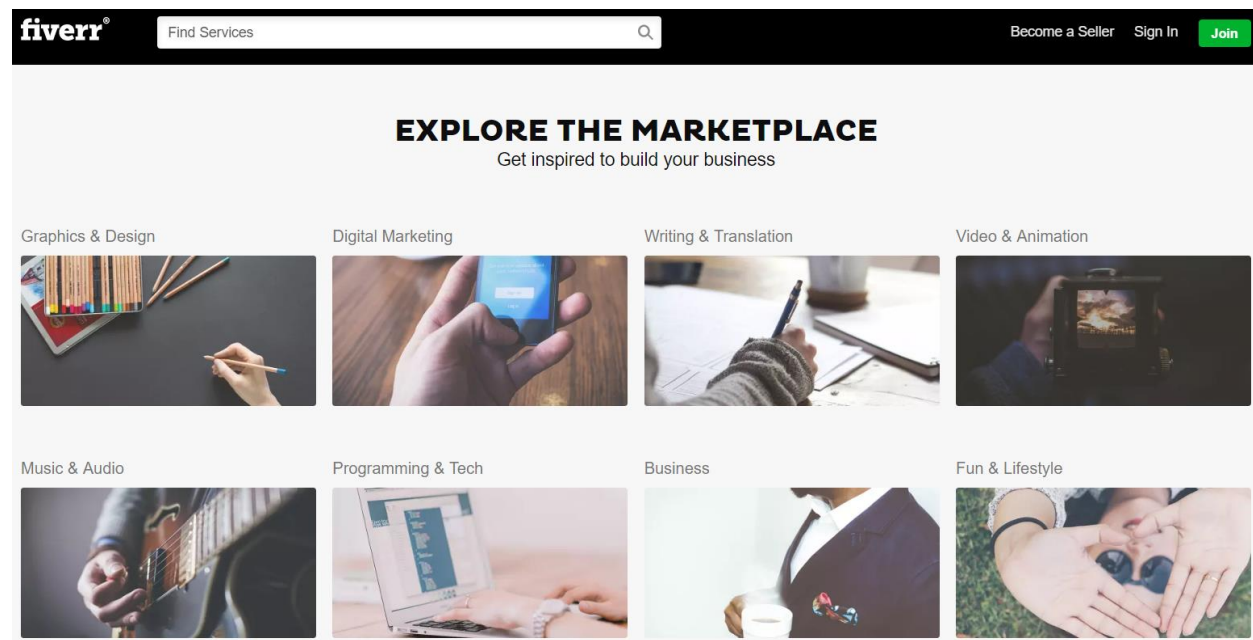 fiverr®
Find Services
Become a Seller
Sign In
Join
EXPLORE THE MARKETPLACE
Get inspired to build your business
Graphics & Design
Digital Marketing
Writing & Translation
Video & Animation
Music & Audio
Programming & Tech
Business
Fun & Lifestyle